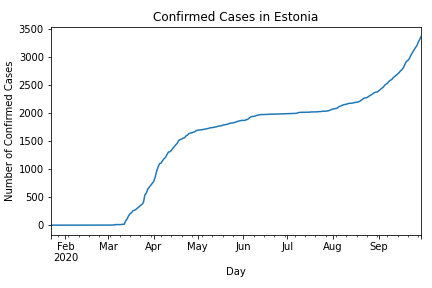 Confirmed Cases in Estonia
Number of Confirmed Cases
3500
3000
2500
2000
1500
1000
500
0
Feb Mar Apr May Jun Jul Aug Sep
2020
Day